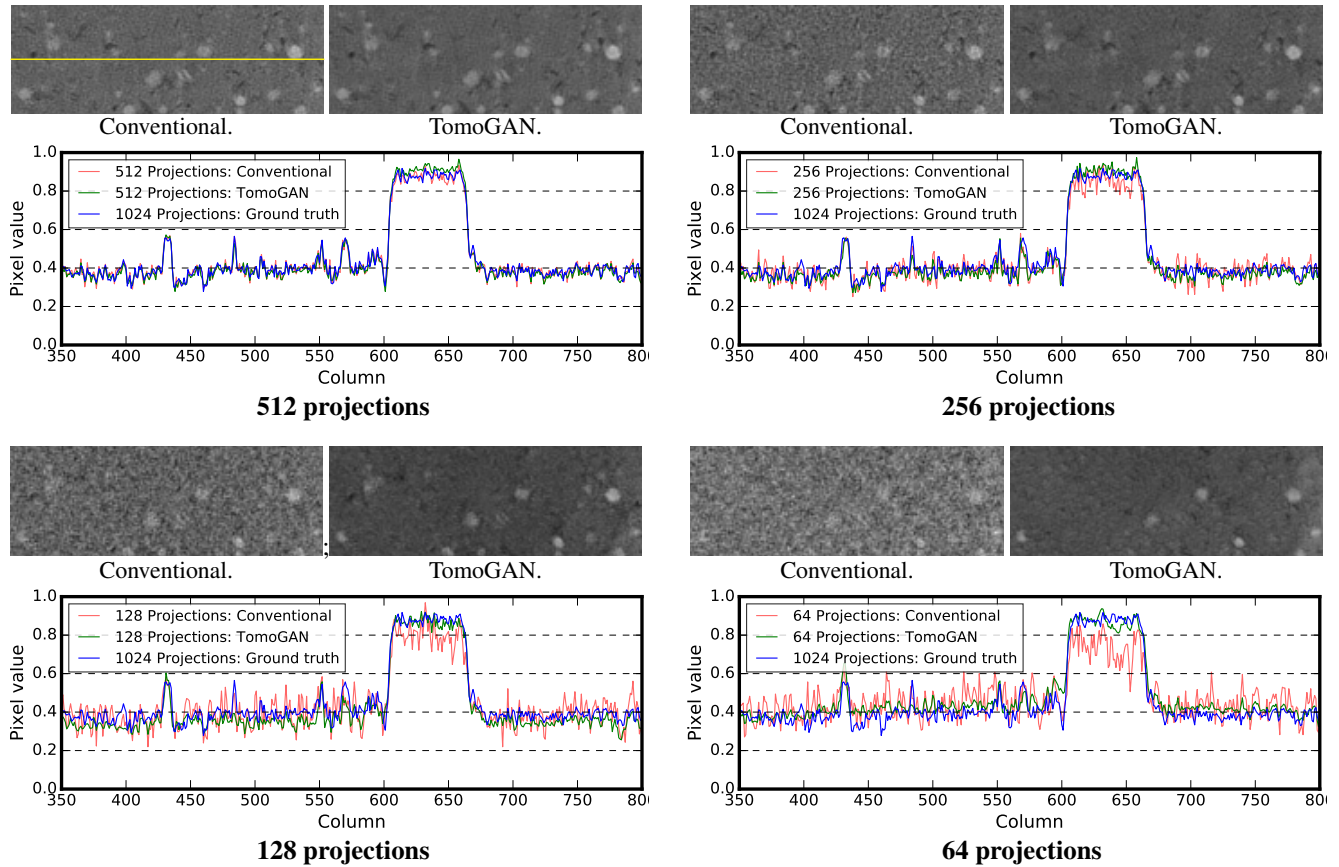 Conventional.
TomoGAN.
1.0
0.8
0.6
0.4
0.2
0.0
Pixel value
512 Projections: Conventional
512 Projections: TomoGAN
1024 Projections: Ground truth
350 400 450 500 550 600 650 700 750 800
Column
512 projections
Conventional.
TomoGAN.
1.0
0.8
0.6
0.4
0.2
0.0
Pixel value
256 Projections: Conventional
256 Projections: TomoGAN
1024 Projections: Ground truth
350 400 450 500 550 600 650 700 750 800
Column
256 projections
;
Conventional.
TomoGAN.
1.0
0.8
0.6
0.4
0.2
0.0
Pixel value
128 Projections: Conventional
128 Projections: TomoGAN
1024 Projections: Ground truth
350 400 450 500 550 600 650 700 750 800
Column
128 projections
Conventional.
TomoGAN.
1.0
0.8
0.6
0.4
0.2
0.0
Pixel value
64 Projections: Conventional
64 Projections: TomoGAN
1024 Projections: Ground truth
350 400 450 500 550 600 650 700 750 800
Column
64 projections